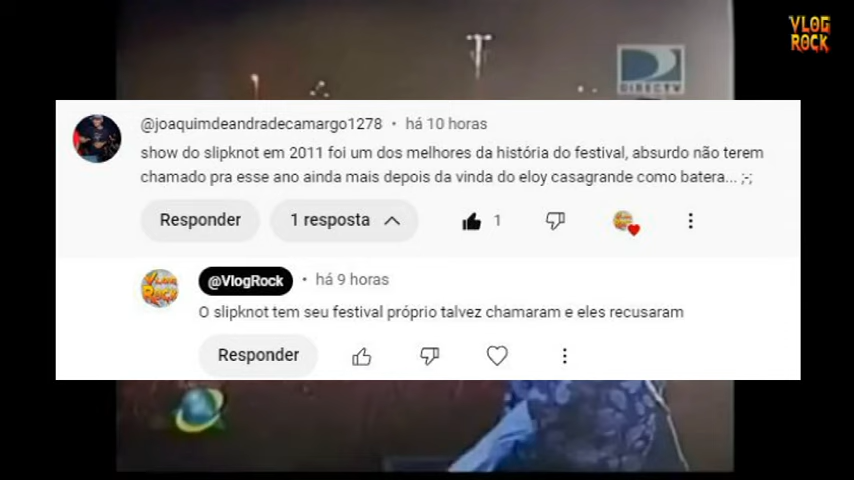 VLOG
ROCK
DIRECTV
@joaquimdeandradecamargo1278 • há 10 horas
show do slipknot em 2011 foi um dos melhores da história do festival, absurdo não terem
chamado pra esse ano ainda mais depois da vinda do eloy casagrande como batera... ;-;
Responder 1 resposta 1
@VlogRock • há 9 horas
O slipknot tem seu festival próprio talvez chamaram e eles recusaram
Responder